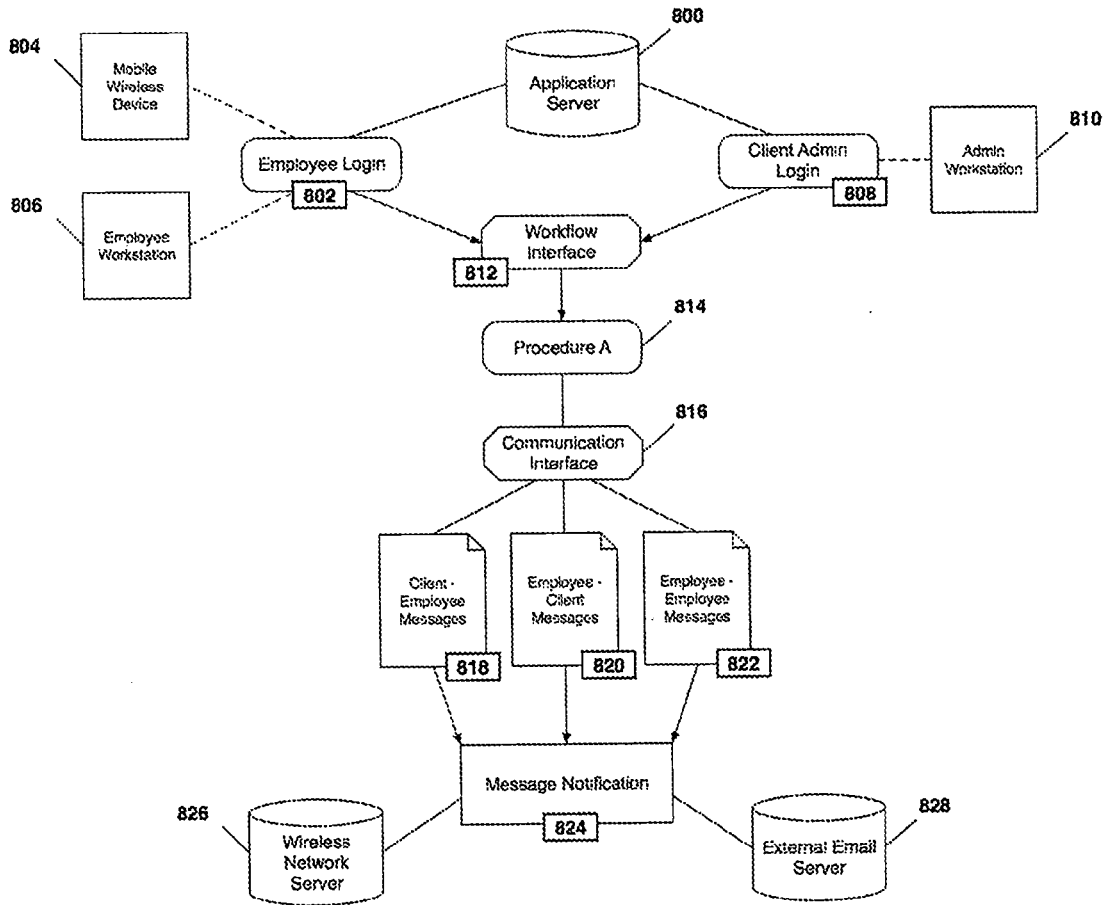 800
804
Mobile
Wireless
Device
Application
Server
810
Employee Login
802
Client Admin
Login
808
Admin
Workstation
806
Employee
Workstation
Workflow
Interface
812
814
Procedure A
816
Communication
Interface
Client -
Employee
Messages
818
Employee -
Client
Messages
820
Employee -
Employee
Messages
822
Message Notification
824
826
Wireless
Network
Server
828
External Email
Server